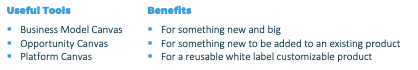 Useful Tools Benefits
▪ Business Model Canvas ▪ For something new and big
▪ Opportunity Canvas ▪ For something new to be added to an existing product
▪ Platform Canvas ▪ For a reusable white label customizable product